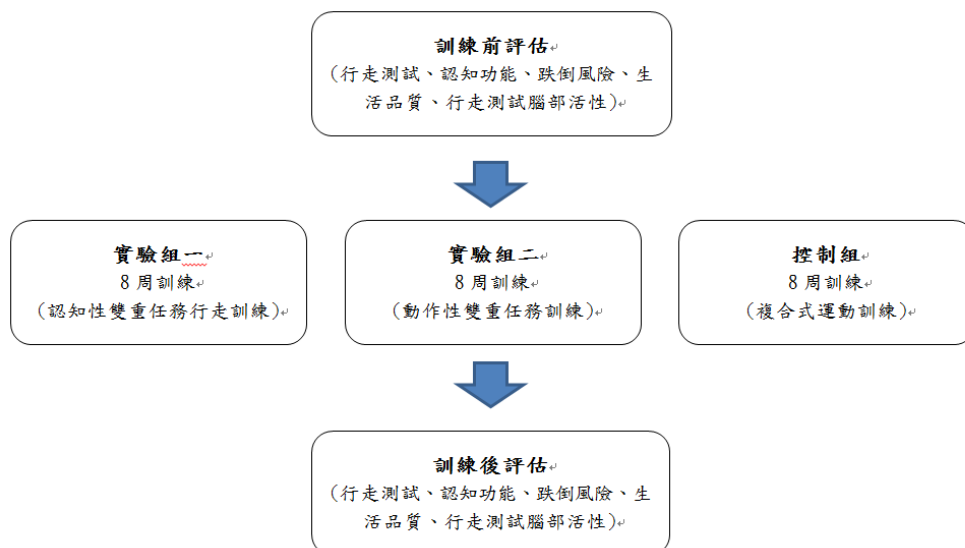 訓練前評估
(行走測試、認知功能、跌倒風險、生
活品質、行走測試腦部活性)
實驗組一
8 周訓練
(認知性雙重任務行走訓練)
實驗組二
8 周訓練
(動作性雙重任務訓練)
控制組
8 周訓練
(複合式運動訓練)
訓練後評估
(行走測試、認知功能、跌倒風險、生
活品質、行走測試腦部活性)